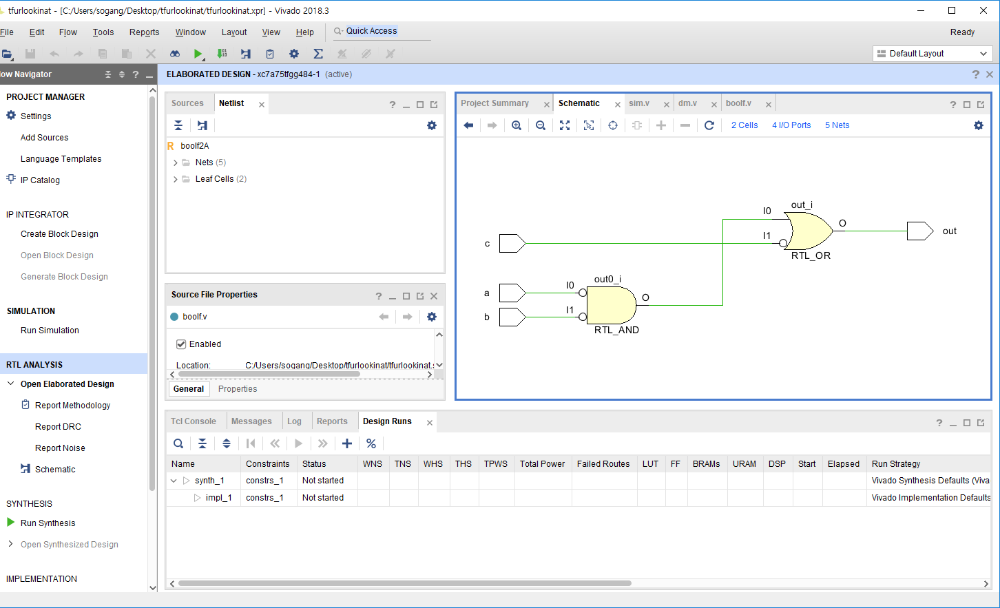 tfurlookinat - [C:/Users/sogang/Desktop/tfurlookinat/tfurlookinat.xpr] - Vivado 2018.3
File Edit Flow Tools Reports Window Layout View Help Quick Access Ready
Default Layout
ow Navigator
ELABORATED DESIGN - xc7a75tfgg484-1 (active)
PROJECT MANAGER
Settings
Add Sources
Language Templates
IP Catalog
IP INTEGRATOR
Create Block Design
Open Block Design
Generate Block Design
SIMULATION
Run Simulation
RTL ANALYSIS
Open Elaborated Design
Report Methodology
Report DRC
Report Noise
Schematic
SYNTHESIS
Run Synthesis
Open Synthesized Design
IMPLEMENTATION
Sources Netlist
R boolf2A
Nets (5)
Leaf Cells (2)
Source File Properties
boolf.v
Enabled
Location: C:/Users/sogang/Desktop/tfurlookinat/tfurlookinat.s
General Properties
Project Summary Schematic sim.v dm.v boolf.v
2 Cells 4 I/O Ports 5 Nets
out_i
I0
O
out
I1
c
RTL_OR
out0_i
I0
a
O
I1
b
RTL_AND
Tcl Console Messages Log Reports Design Runs
Name Constraints Status WNS TNS WHS THS TPWS Total Power Failed Routes LUT FF BRAMs URAM DSP Start Elapsed Run Strategy
synth_1 constrs_1 Not started Vivado Synthesis Defaults (Viva
impl_1 constrs_1 Not started Vivado Implementation Defaults